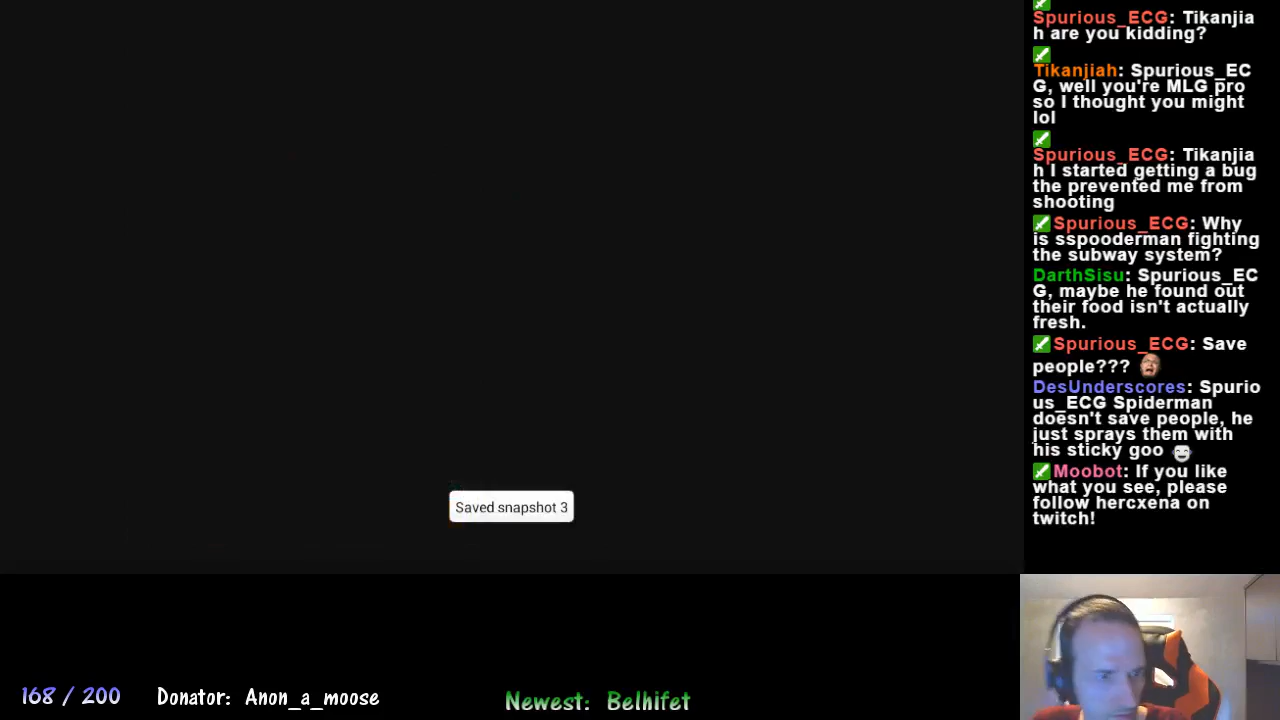 Spurious_ECG: Tikanjia
h are you kidding?
Tikanjiah: Spurious_EC
G, well you're MLG pro
so I thought you might
lol
Spurious_ECG: Tikanjia
h I started getting a bug
the prevented me from
shooting
Spurious_ECG: Why
is sspooderman fighting
the subway system?
DarthSisu: Spurious_EC
G, maybe he found out
their food isn't actually
fresh.
Spurious_ECG: Save
people???
DesUnderscores: Spurio
us_ECG Spiderman
doesn't save people, he
just sprays them with
his sticky goo
Moobot: If you like
what you see, please
follow hercxena on
twitch!
Saved snapshot 3
168 / 200
Donator: Anon_a_moose
Newest: Belhifet